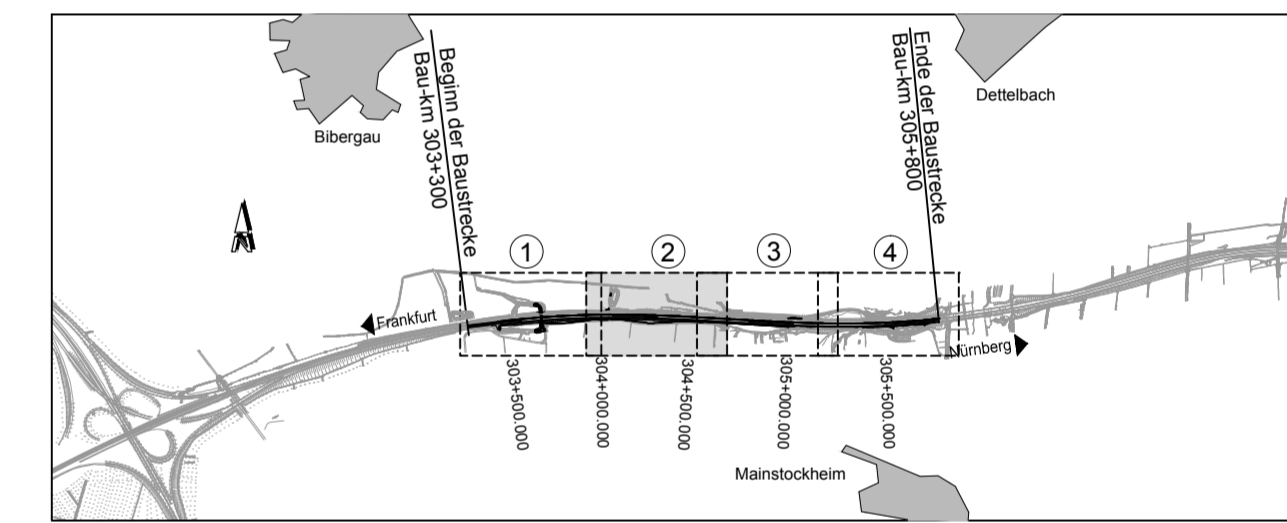 Bibergau
Beginn der Baustrecke
Bau-km 303+300
Ende der Baustrecke
Bau-km 305+800
Dettelbach
N
1
2
3
4
Frankfurt
Nürnberg
303+500.000
304+000.000
304+500.000
305+000.000
305+500.000
Mainstockheim